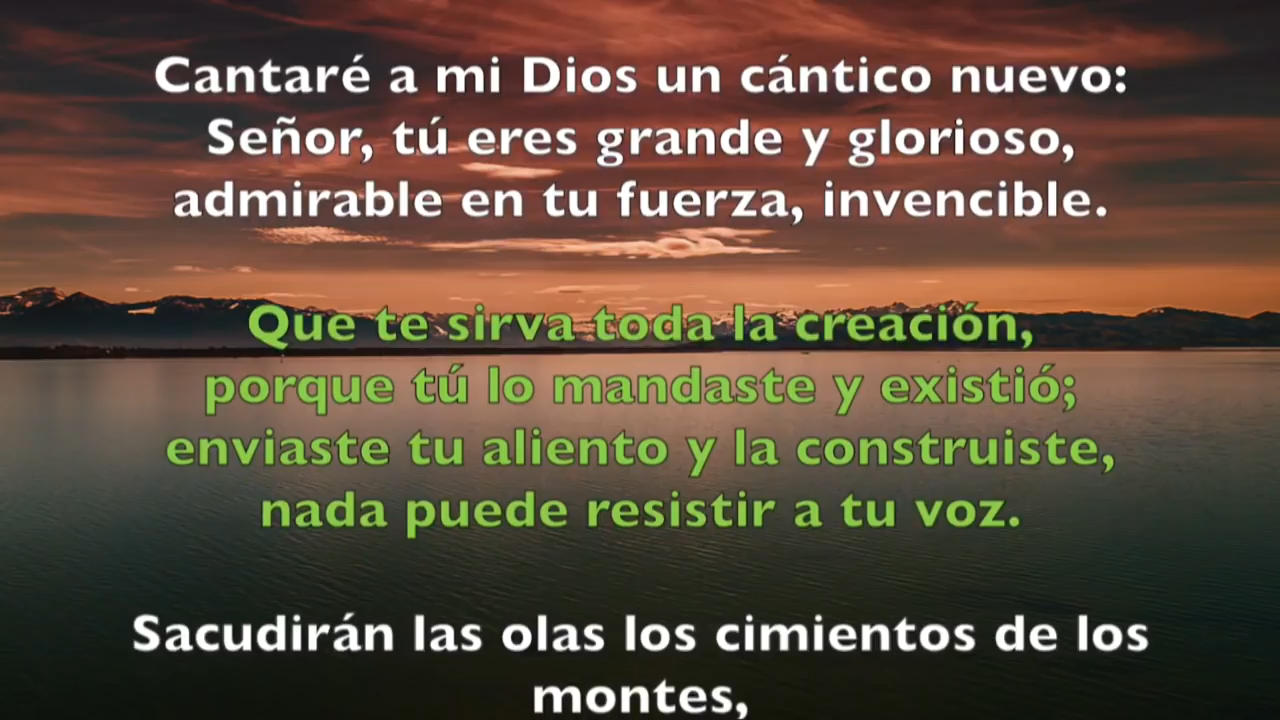 Cantaré a mi Dios un cántico nuevo:
Señor, tú eres grande y glorioso,
admirable en tu fuerza, invencible.
Que te sirva toda la creación,
porque tú lo mandaste y existió;
enviaste tu aliento y la construiste,
nada puede resistir a tu voz.
Sacudirán las olas los cimientos de los
montes,